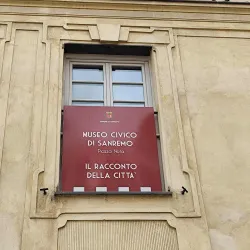 MUSEO CIVICO
DI SANREMO
Palazzo Nota
IL RACCONTO
DELLA CITTA'